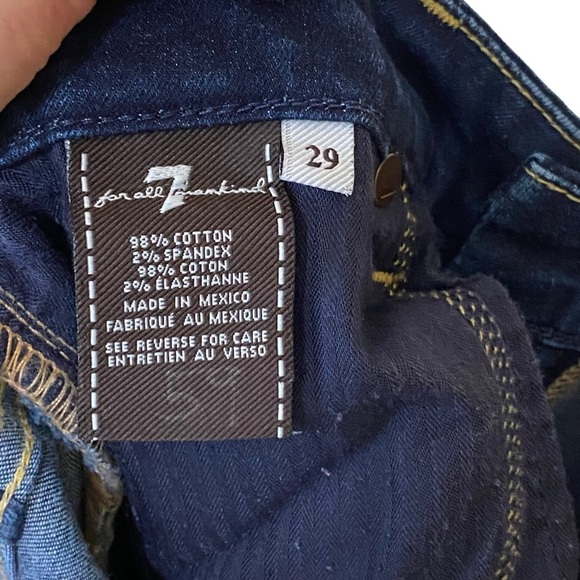 29
for all 7 mankind
98% COTTON
2% SPANDEX
98% COTON
2% ÉLASTHANNE
MADE IN MEXICO
FABRIQUÉ AU MEXIQUE
SEE REVERSE FOR CARE
ENTRETIEN AU VERSO